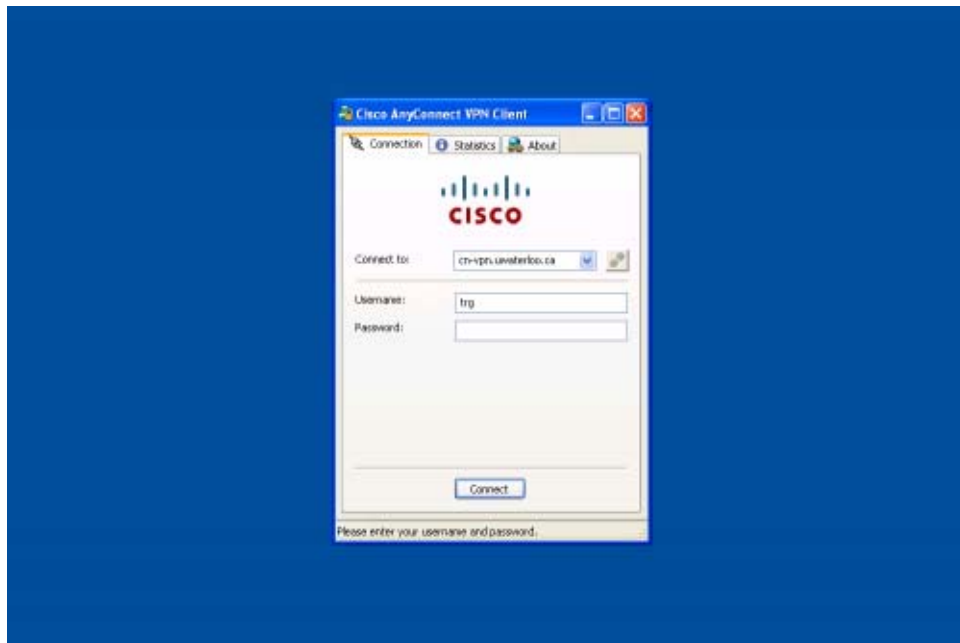 Cisco AnyConnect VPN Client
Connection Statistics About
CISCO
Connect to: cn-vpn.uwaterloo.ca
Username: trg
Password:
Connect
Please enter your username and password.